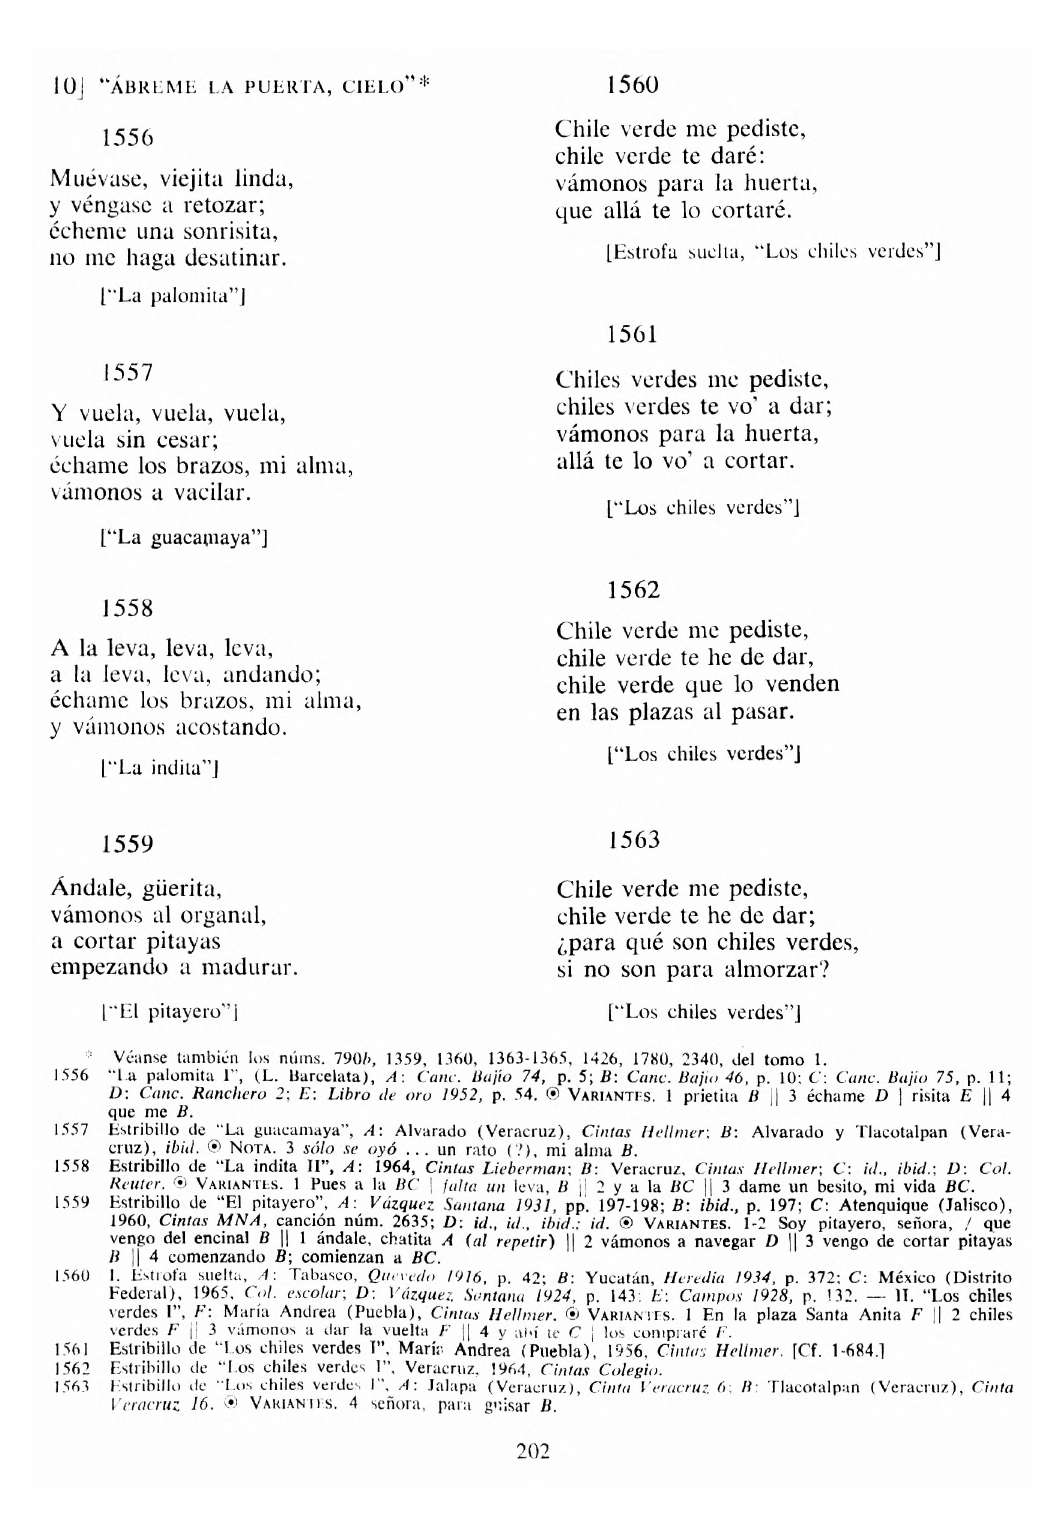 10] “ÁBREME LA PUERTA, CIELO”*
1556
Muévase, viejita linda,
y véngase a retozar;
écheme una sonrisita,
no me haga desatinar.
[“La palomita”]
1557
Y vuela, vuela, vuela,
vuela sin cesar;
échame los brazos, mi alma,
vámonos a vacilar.
[“La guacamaya”]
1558
A la leva, leva, leva,
a la leva, leva, andando;
échame los brazos, mi alma,
y vámonos acostando.
[“La indita”]
1559
Ándale, güerita,
vámonos al organal,
a cortar pitayas
empezando a madurar.
[“El pitayero”]
1560
Chile verde me pediste,
chile verde te daré:
vámonos para la huerta,
que allá te lo cortaré.
[Estrofa suelta, “Los chiles verdes”]
1561
Chiles verdes me pediste,
chiles verdes te vo’ a dar;
vámonos para la huerta,
allá te lo vo’ a cortar.
[“Los chiles verdes”]
1562
Chile verde me pediste,
chile verde te he de dar,
chile verde que lo venden
en las plazas al pasar.
[“Los chiles verdes”]
1563
Chile verde me pediste,
chile verde te he de dar;
¿para qué son chiles verdes,
si no son para almorzar?
[“Los chiles verdes”]
* Véanse también los núms. 790b, 1359, 1360, 1363-1365, 1426, 1780, 2340, del tomo 1.
1556 “La palomita I”, (L. Barcelata), A: Canc. Bajío 74, p. 5; B: Canc. Bajío 46, p. 10; C: Canc. Bajío 75, p. 11;
D: Canc. Ranchero 2; E: Libro de oro 1952, p. 54. ⦿ VARIANTES. 1 prietita B || 3 échame D | risita E || 4
que me B.
1557 Estribillo de “La guacamaya”, A: Alvarado (Veracruz), Cintas Hellmer; B: Alvarado y Tlacotalpan (Vera-
cruz), ibid. ⦿ NOTA. 3 sólo se oyó ... un rato (?), mi alma B.
1558 Estribillo de “La indita II”, A: 1964, Cintas Lieberman; B: Veracruz, Cintas Hellmer; C: id., ibid.; D: Col.
Reuter. ⦿ VARIANTES. 1 Pues a la BC | falta un leva, B || 2 y a la BC || 3 dame un besito, mi vida BC.
1559 Estribillo de “El pitayero”, A: Vázquez Santana 1931, pp. 197-198; B: ibid., p. 197; C: Atenquique (Jalisco),
1960, Cintas MNA, canción núm. 2635; D: id., id., ibid.; id. ⦿ VARIANTES. 1-2 Soy pitayero, señora, / que
vengo del encinal B || 1 ándale, chatita A (al repetir) || 2 vámonos a navegar D || 3 vengo de cortar pitayas
B || 4 comenzando B; comienzan a BC.
1560 I. Estrofa suelta, A: Tabasco, Quevedo 1916, p. 42; B: Yucatán, Heredia 1934, p. 372; C: México (Distrito
Federal), 1965, Col. escolar; D: Vázquez Santana 1924, p. 143; E: Campos 1928, p. 132. — II. “Los chiles
verdes I”, F: María Andrea (Puebla), Cintas Hellmer. ⦿ VARIANTES. 1 En la plaza Santa Anita F || 2 chiles
verdes F || 3 vámonos a dar la vuelta F || 4 y ahí te C | los compraré F.
1561 Estribillo de “Los chiles verdes I”, María Andrea (Puebla), 1956, Cintas Hellmer. [Cf. 1-684.]
1562 Estribillo de “Los chiles verdes I”, Veracruz, 1964, Cintas Colegio.
1563 Estribillo de “Los chiles verdes I”, A: Jalapa (Veracruz), Cinta Veracruz 6; B: Tlacotalpan (Veracruz), Cinta
Veracruz 16. ⦿ VARIANTES. 4 señora, para guisar B.
202